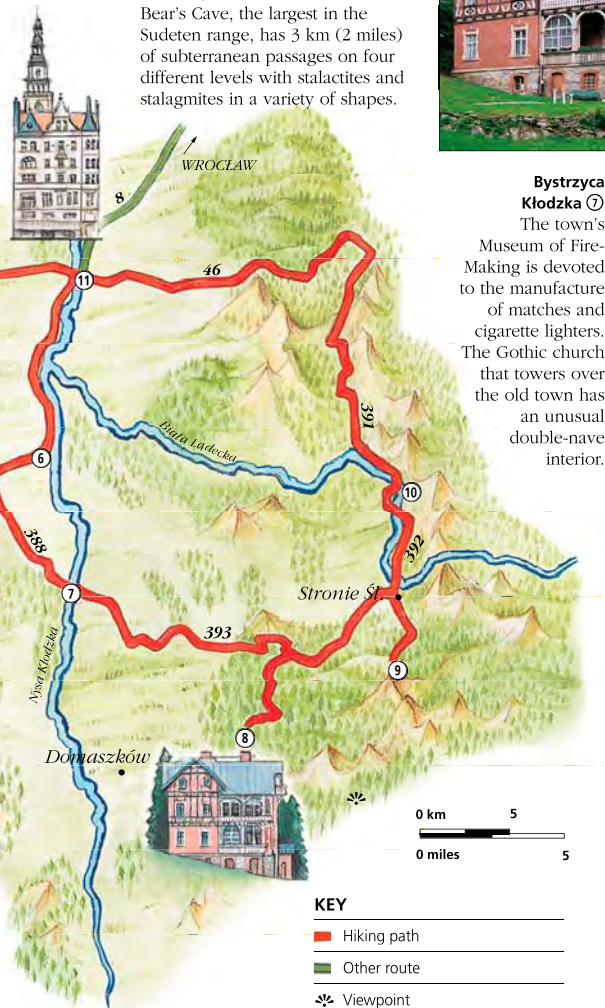 Bear's Cave, the largest in the
Sudeten range, has 3 km (2 miles)
of subterranean passages on four
different levels with stalactites and
stalagmites in a variety of shapes.
WROCŁAW
8
Bystrzyca
Kłodzka ⑦
The town's
Museum of Fire-
Making is devoted
to the manufacture
of matches and
cigarette lighters.
The Gothic church
that towers over
the old town has
an unusual
double-nave
interior.
46
11
391
Biała Lądecka
6
10
388
392
7
Stronie Śl.
393
Nysa Kłodzka
9
8
Domaszków
0 km 5
0 miles 5
KEY
Hiking path
Other route
Viewpoint